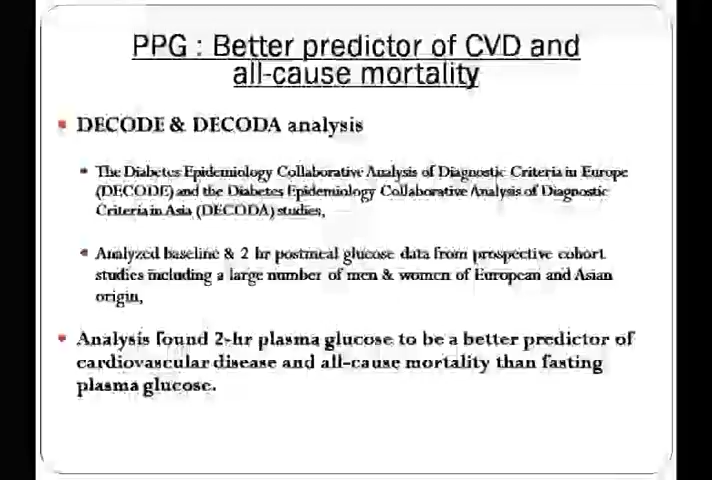 PPG : Better predictor of CVD and
all-cause mortality
DECODE & DECODA analysis
The Diabetes Epidemiology Collaborative Analysis of Diagnostic Criteria in Europe
(DECODE) and the Diabetes Epidemiology Collaborative Analysis of Diagnostic
Criteria in Asia (DECODA) studies,
Analyzed baseline & 2 hr postmeal glucose data from prospective cohort
studies including a large number of men & women of European and Asian
origin,
Analysis found 2-hr plasma glucose to be a better predictor of
cardiovascular disease and all-cause mortality than fasting
plasma glucose.